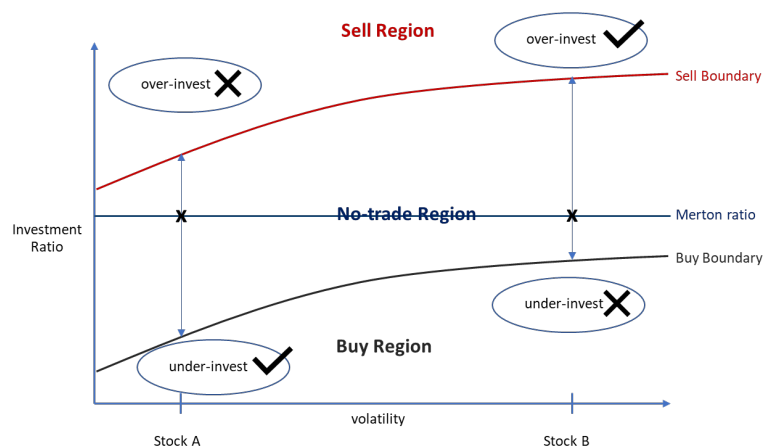 Sell Region
over-invest
over-invest
Sell Boundary
No-trade Region
Merton ratio
Investment
Ratio
Buy Boundary
under-invest
Buy Region
under-invest
volatility
Stock A
Stock B